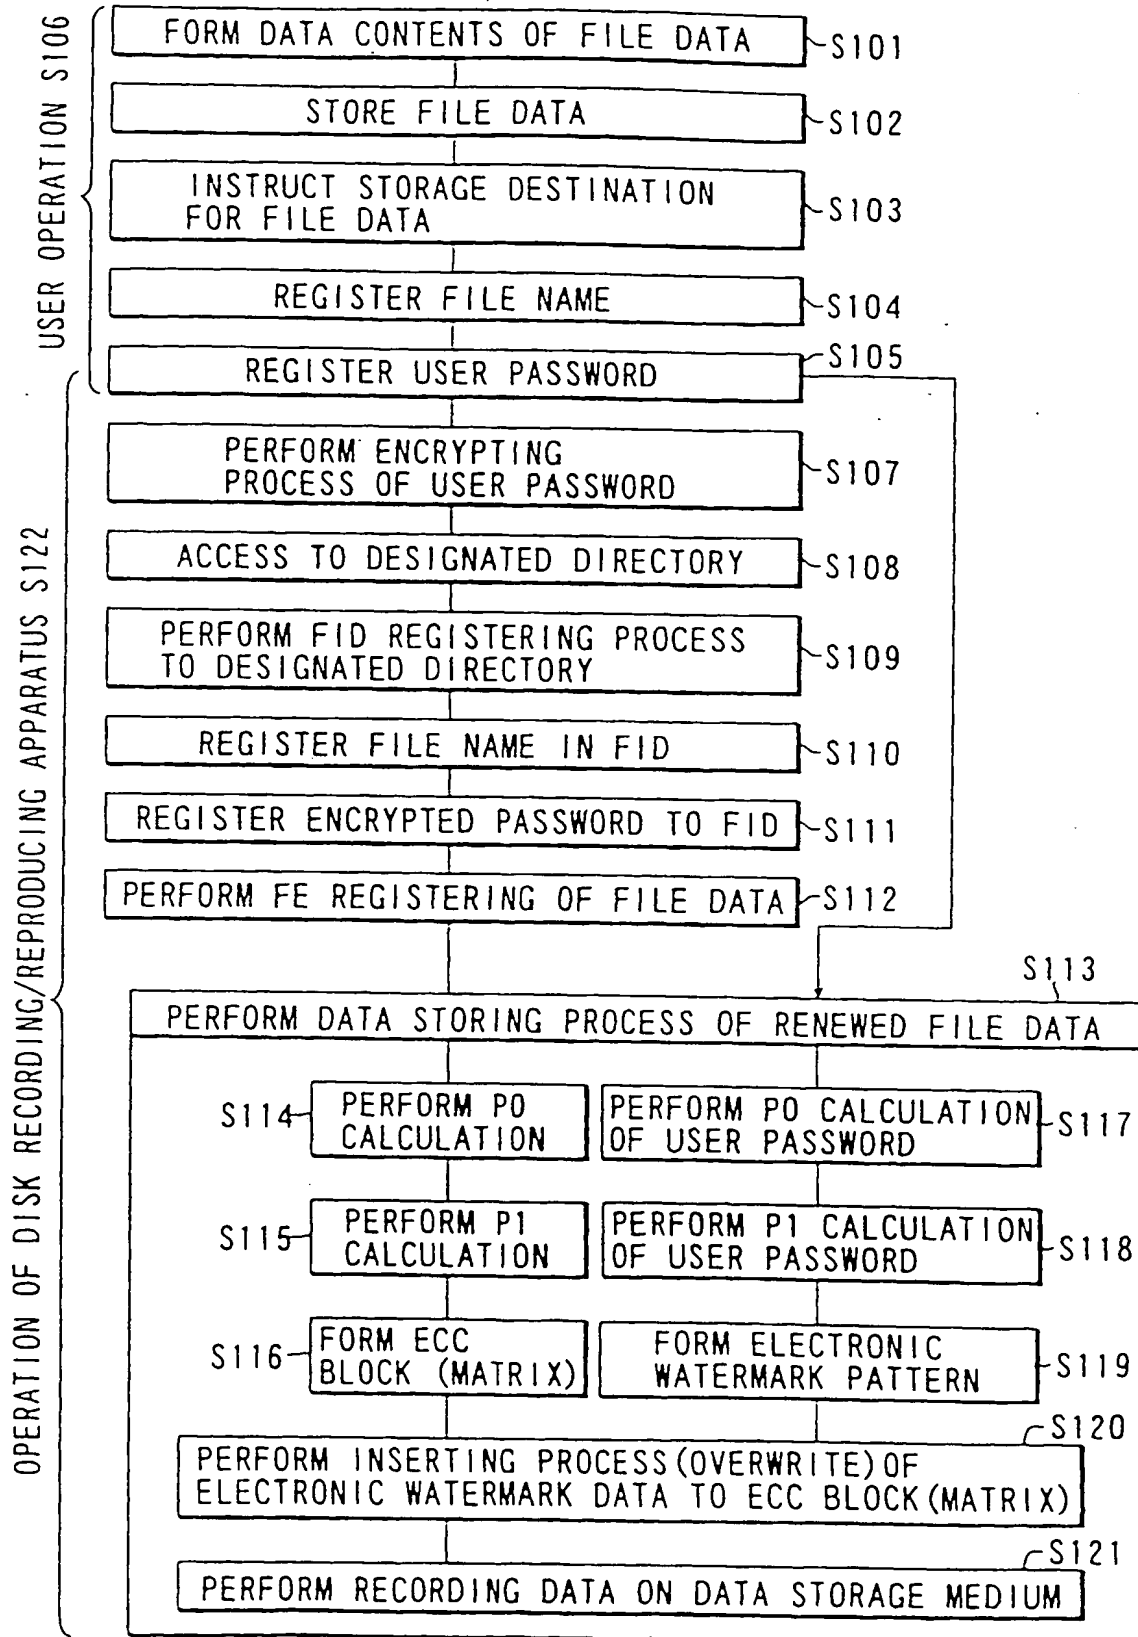 USER OPERATION S106
FORM DATA CONTENTS OF FILE DATA
S101
STORE FILE DATA
S102
INSTRUCT STORAGE DESTINATION
FOR FILE DATA
S103
REGISTER FILE NAME
S104
REGISTER USER PASSWORD
S105
OPERATION OF DISK RECORDING/REPRODUCING APPARATUS S122
PERFORM ENCRYPTING
PROCESS OF USER PASSWORD
S107
ACCESS TO DESIGNATED DIRECTORY
S108
PERFORM FID REGISTERING PROCESS
TO DESIGNATED DIRECTORY
S109
REGISTER FILE NAME IN FID
S110
REGISTER ENCRYPTED PASSWORD TO FID
S111
PERFORM FE REGISTERING OF FILE DATA
S112
S113
PERFORM DATA STORING PROCESS OF RENEWED FILE DATA
S114
PERFORM PO
CALCULATION
PERFORM PO CALCULATION
OF USER PASSWORD
S117
S115
PERFORM PI
CALCULATION
PERFORM PI CALCULATION
OF USER PASSWORD
S118
S116
FORM ECC
BLOCK (MATRIX)
FORM ELECTRONIC
WATERMARK PATTERN
S119
S120
PERFORM INSERTING PROCESS(OVERWRITE)OF
ELECTRONIC WATERMARK DATA TO ECC BLOCK(MATRIX)
S121
PERFORM RECORDING DATA ON DATA STORAGE MEDIUM